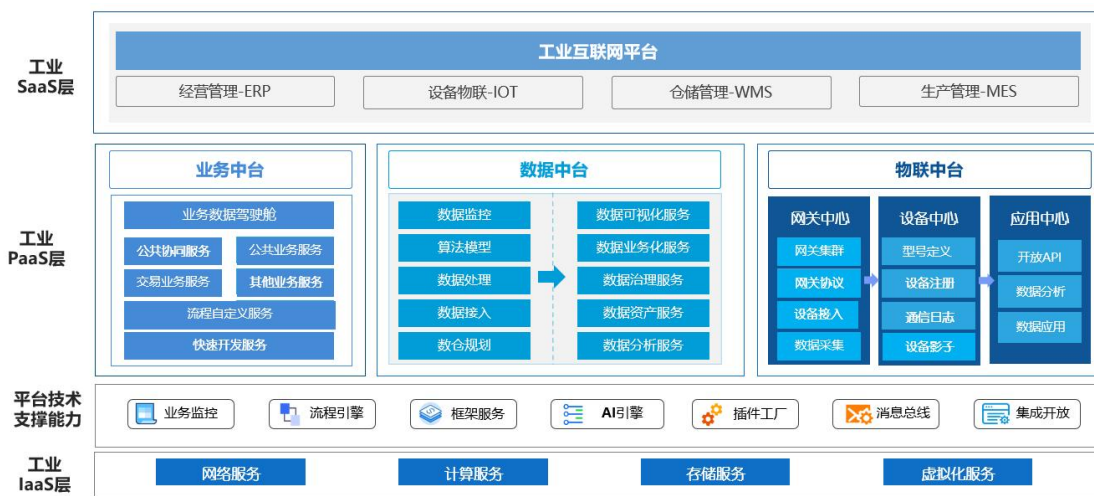 工业互联网平台
工业
SaaS层
经营管理-ERP
设备物联-IOT
仓储管理-WMS
生产管理-MES
工业
PaaS层
业务中台
业务数据驾驶舱
公共协同服务
公共业务服务
交易业务服务
其他业务服务
流程自定义服务
快速开发服务
数据中台
数据监控
算法模型
数据处理
数据接入
数仓规划
数据可视化服务
数据业务化服务
数据治理服务
数据资产服务
数据分析服务
物联中台
网关中心
网关集群
网关协议
设备接入
数据采集
设备中心
型号定义
设备注册
通信日志
设备影子
应用中心
开放API
数据分析
数据应用
平台技术
支撑能力
业务监控
流程引擎
框架服务
AI引擎
插件工厂
消息总线
集成开放
工业
IaaS层
网络服务
计算服务
存储服务
虚拟化服务